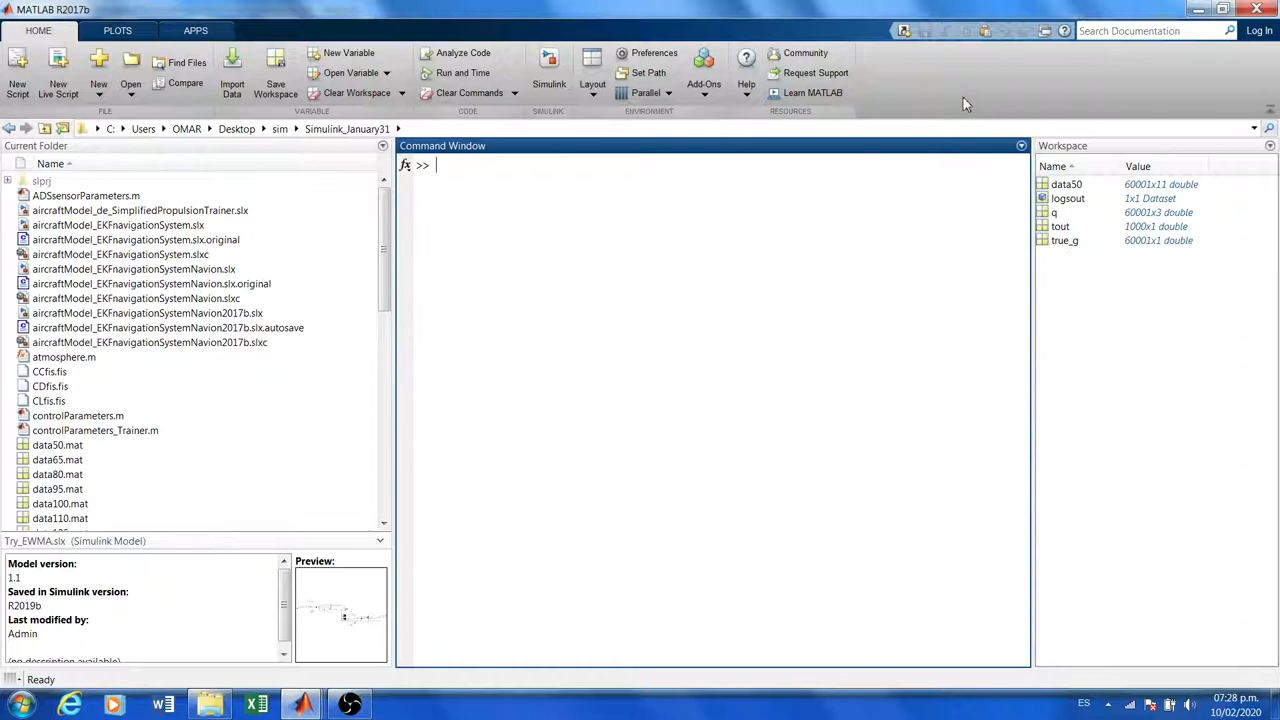 MATLAB R2017b
HOME
PLOTS
APPS
Search Documentation
Log In
New Script
New Live Script
New
Open
Find Files
Compare
Import Data
Save Workspace
New Variable
Open Variable
Clear Workspace
Analyze Code
Run and Time
Clear Commands
Simulink
Layout
Preferences
Set Path
Parallel
Add-Ons
Help
Community
Request Support
Learn MATLAB
FILE
VARIABLE
CODE
SIMULINK
ENVIRONMENT
RESOURCES
C: Users OMAR Desktop sim Simulink_January31
Current Folder
Name
slprj
ADSsensorParameters.m
aircraftModel_de_SimplifiedPropulsionTrainer.slx
aircraftModel_EKFnavigationSystem.slx
aircraftModel_EKFnavigationSystem.slx.original
aircraftModel_EKFnavigationSystem.slxc
aircraftModel_EKFnavigationSystemNavion.slx
aircraftModel_EKFnavigationSystemNavion.slx.original
aircraftModel_EKFnavigationSystemNavion.slxc
aircraftModel_EKFnavigationSystemNavion2017b.slx
aircraftModel_EKFnavigationSystemNavion2017b.slx.autosave
aircraftModel_EKFnavigationSystemNavion2017b.slxc
atmosphere.m
CCfis.fis
CDfis.fis
CLfis.fis
controlParameters.m
controlParameters_Trainer.m
data50.mat
data65.mat
data80.mat
data95.mat
data100.mat
data110.mat
Try_EWMA.slx (Simulink Model)
Model version:
1.1
Saved in Simulink version:
R2019b
Last modified by:
Admin
(no description available)
Preview:
Command Window
fx >>
Workspace
Name Value
data50 60001x11 double
logsout 1x1 Dataset
q 60001x3 double
tout 1000x1 double
true_g 60001x1 double
Ready
ES
07:28 p.m.
10/02/2020